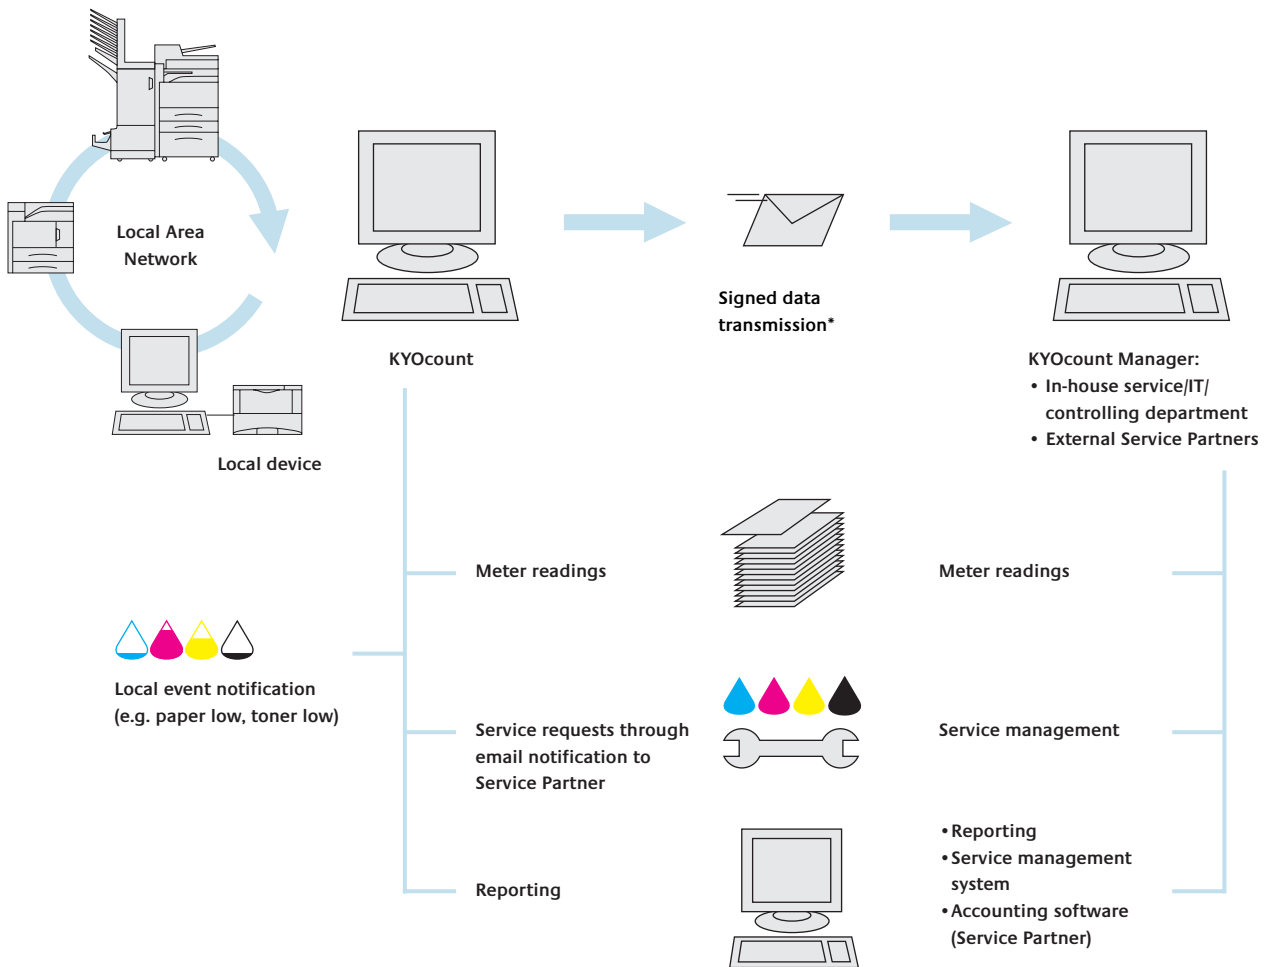 Local Area
Network
Local device
KYOcount
Signed data
transmission*
KYOcount Manager:
• In-house service/IT/
controlling department
• External Service Partners
Local event notification
(e.g. paper low, toner low)
Meter readings
Service requests through
email notification to
Service Partner
Reporting
Meter readings
Service management
• Reporting
• Service management
system
• Accounting software
(Service Partner)